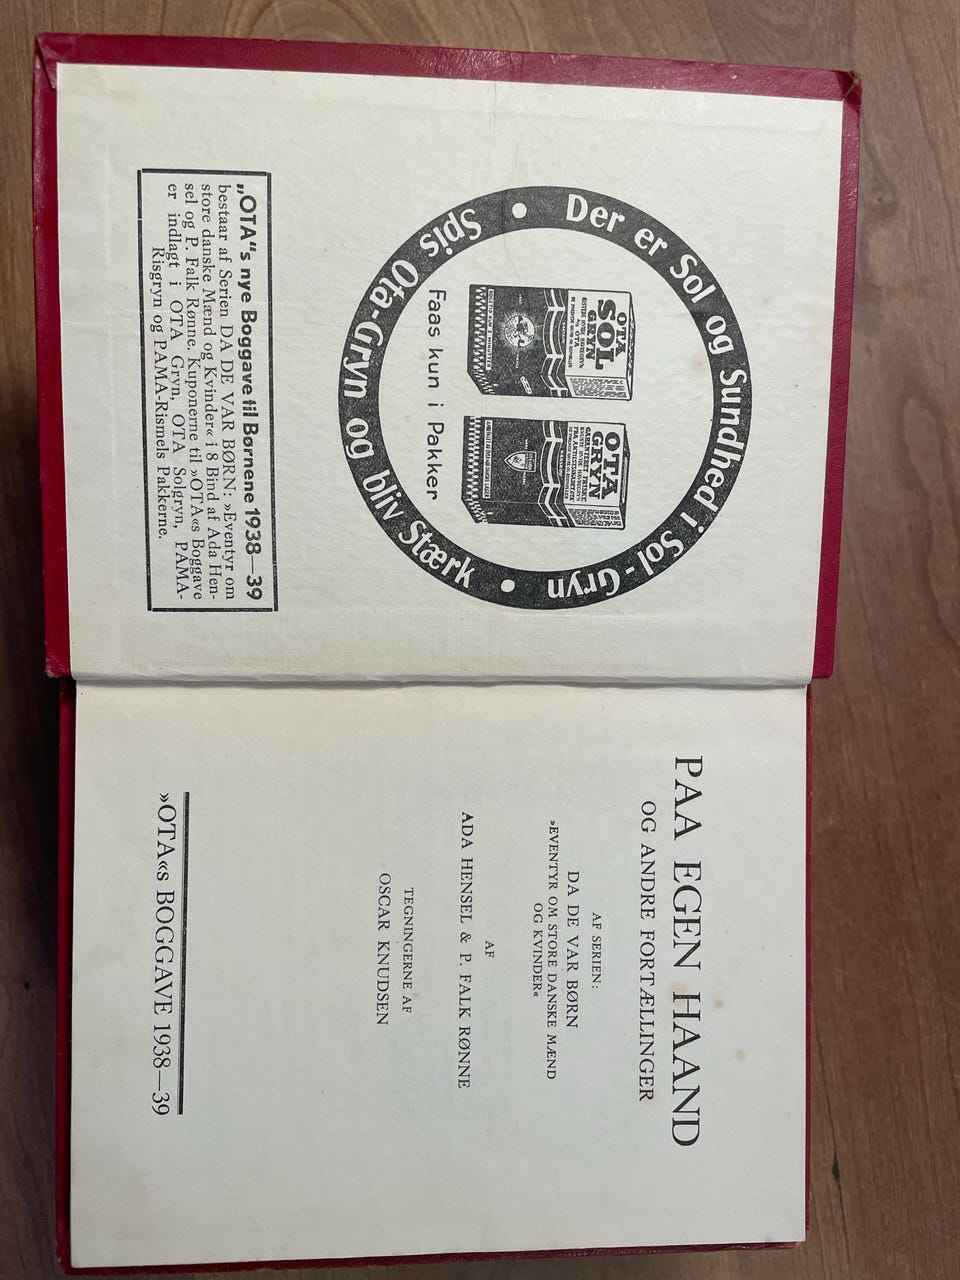 Der er Sol og Sundhed i Sol-Gryn
OTA
SOL
GRYN
OTA
GRYN
Faas kun i Pakker
Spis Ota-Gryn og bliv Stærk
„OTA“s nye Boggave til Børnene 1938—39
bestaar af Serien DA DE VAR BØRN: »Eventyr om
store danske Mænd og Kvinder« i 8 Bind af Ada Hen-
sel og P. Falk Rønne. Kuponerne til »OTA«s Boggave
er indlagt i OTA Gryn, OTA Solgryn, PAMA-
Risgryn og PAMA-Rismels Pakkerne.
PAA EGEN HAAND
OG ANDRE FORTÆLLINGER
AF SERIEN:
DA DE VAR BØRN
»EVENTYR OM STORE DANSKE MÆND
OG KVINDER«
AF
ADA HENSEL & P. FALK RØNNE
TEGNINGERNE AF
OSCAR KNUDSEN
»OTA«s BOGGAVE 1938—39